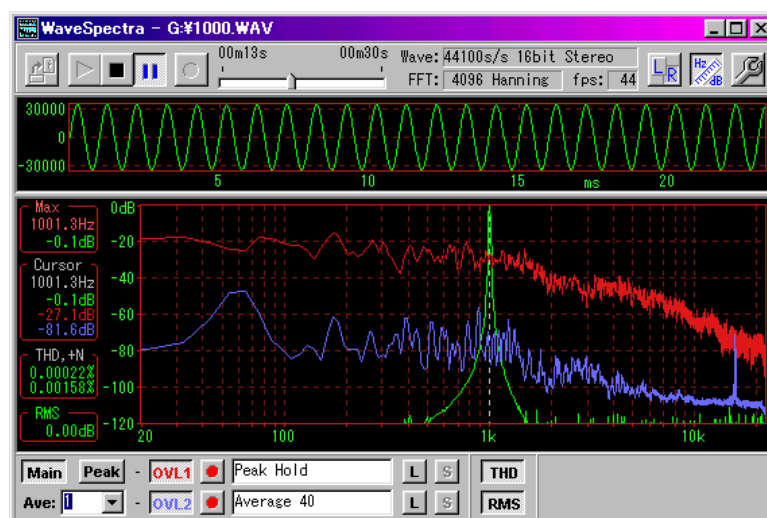 WaveSpectra - G:¥1000.WAV
00m13s 00m30s Wave: 44100s/s 16bit Stereo
FFT: 4096 Hanning fps: 44
L R
Hz dB
30000
0
-30000
5 10 15 ms 20
Max
1001.3Hz
-0.1dB
Cursor
1001.3Hz
-0.1dB
-27.1dB
-81.6dB
THD,+N
0.00022%
0.00158%
RMS
0.00dB
0dB
-20
-40
-60
-80
-100
-120
20 100 1k 10k
Main Peak - OVL1 Peak Hold L S THD
Ave: 1 - OVL2 Average 40 L S RMS